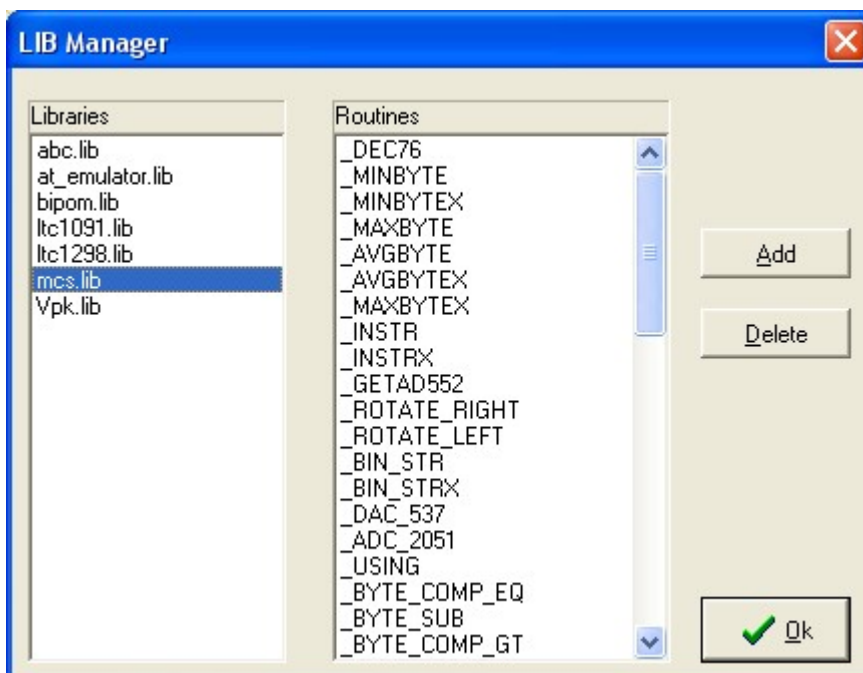 LIB Manager
Libraries
abc.lib
at_emulator.lib
bipom.lib
ltc1091.lib
ltc1298.lib
mcs.lib
Vpk.lib
Routines
_DEC76
_MINBYTE
_MINBYTEX
_MAXBYTE
_AVGBYTE
_AVGBYTEX
_MAXBYTEX
_INSTR
_INSTRX
_GETAD552
_ROTATE_RIGHT
_ROTATE_LEFT
_BIN_STR
_BIN_STRX
_DAC_537
_ADC_2051
_USING
_BYTE_COMP_EQ
_BYTE_SUB
_BYTE_COMP_GT
Add
Delete
Ok